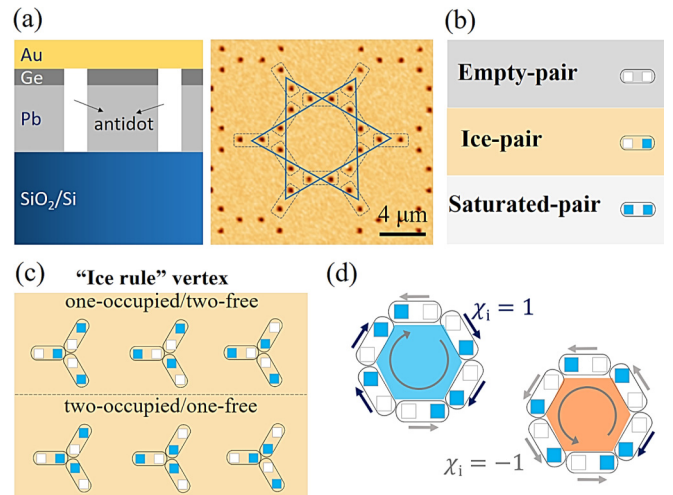 (a)
Au
Ge
Pb
antidot
SiO₂/Si
4 μm
(b)
Empty-pair
Ice-pair
Saturated-pair
(c)
“Ice rule” vertex
one-occupied/two-free
two-occupied/one-free
(d)
χᵢ = 1
χᵢ = −1